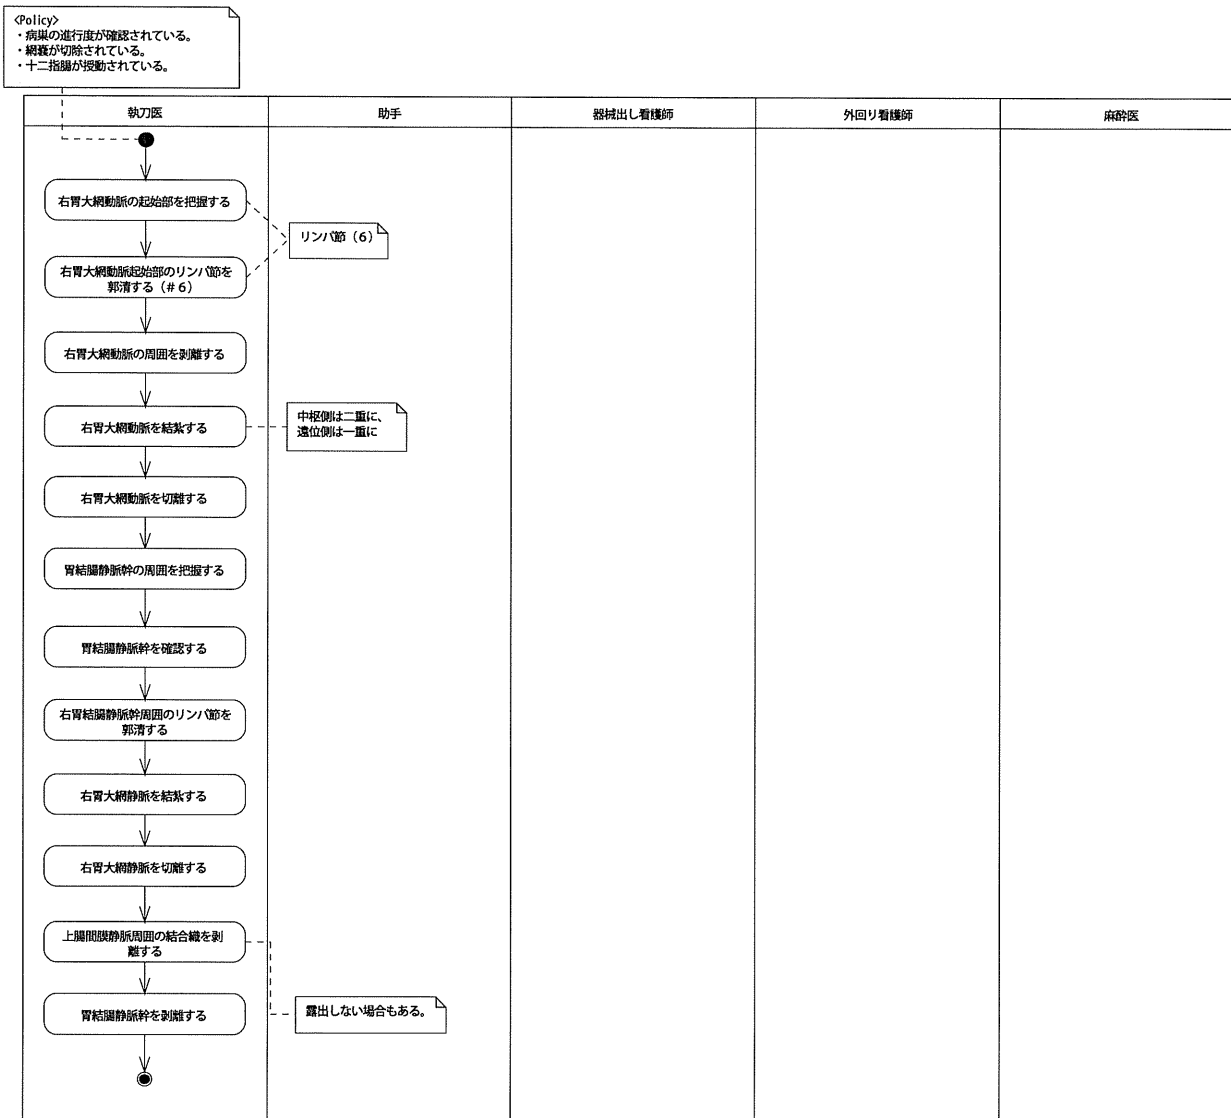 <Policy>
・病巣の進行度が確認されている。
・網嚢が切除されている。
・十二指腸が授動されている。
執刀医
助手
器械出し看護師
外回り看護師
麻酔医
右胃大網動脈の起始部を把握する
リンパ節（6）
右胃大網動脈起始部のリンパ節を
郭清する（＃６）
右胃大網動脈の周囲を剥離する
中枢側は二重に、
遠位側は一重に
右胃大網動脈を結紮する
右胃大網動脈を切離する
胃結腸静脈幹の周囲を把握する
胃結腸静脈幹を確認する
右胃結腸静脈幹周囲のリンパ節を
郭清する
右胃大網静脈を結紮する
右胃大網静脈を切離する
上腸間膜静脈周囲の結合織を剥
離する
露出しない場合もある。
胃結腸静脈幹を剥離する